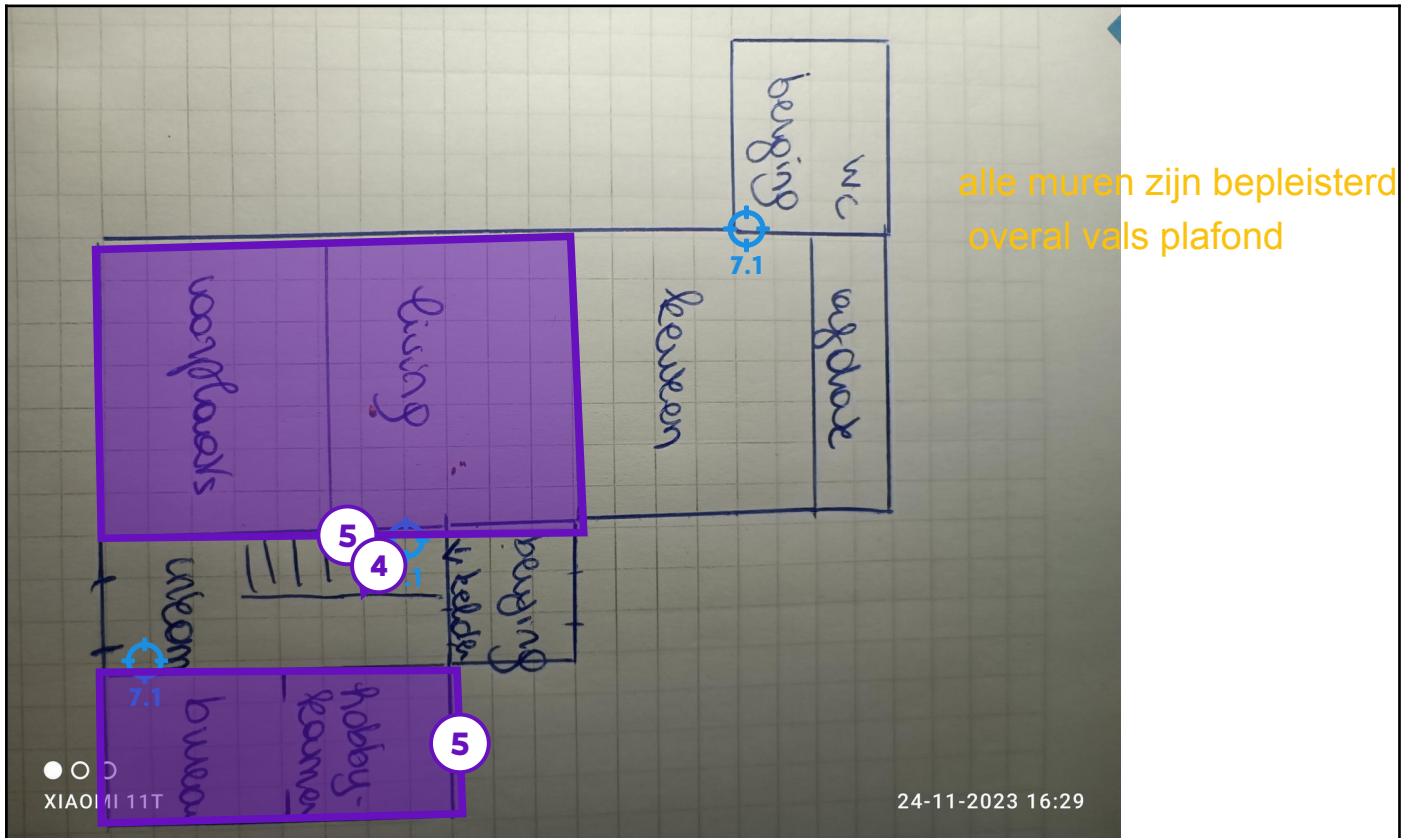 berging
wc
alle muren zijn bepleisterd
overal vals plafond
7.1
voorplaats
living
keuken
afdak
5
4
.1
inkom
↓ kelder
berging
7.1
bureau
hobby-
kamer
5
XIAOMI 11T
24-11-2023 16:29